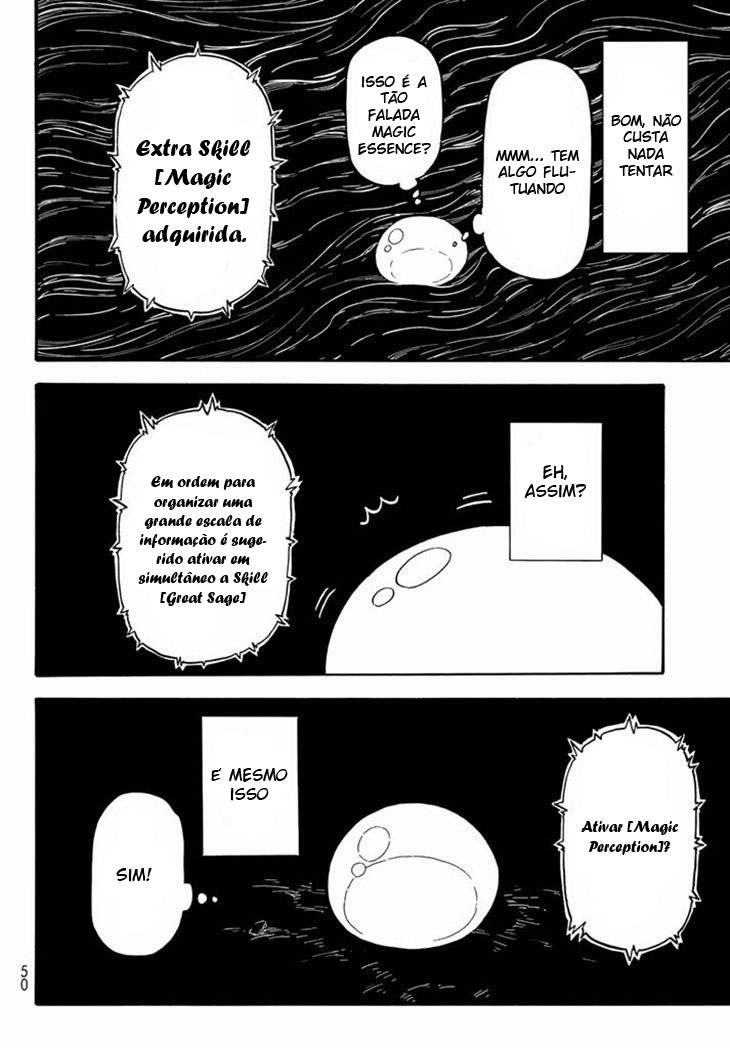 BOM, NÃO
CUSTA
NADA
TENTAR
MMM... TEM
ALGO FLU-
TUANDO
ISSO É A
TÃO
FALADA
MAGIC
ESSENCE?
Extra Skill
[Magic
Perception]
adquirida.
EH,
ASSIM?
Em ordem para
organizar uma
grande escala de
informação é suge-
rido ativar em
simultâneo a Skill
[Great Sage]
Ativar [Magic
Perception]?
E MESMO
ISSO
SIM!
50